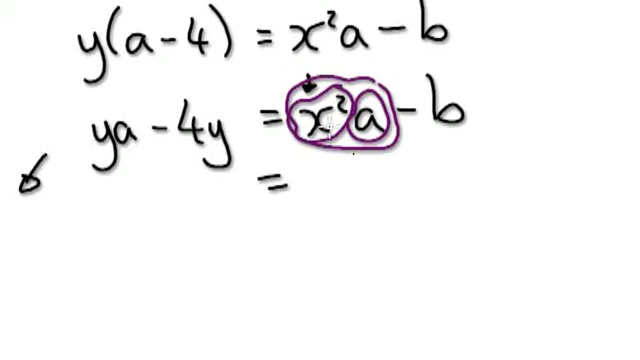 y(a - 4) = x²a - b
ya - 4y = x²a - b
=